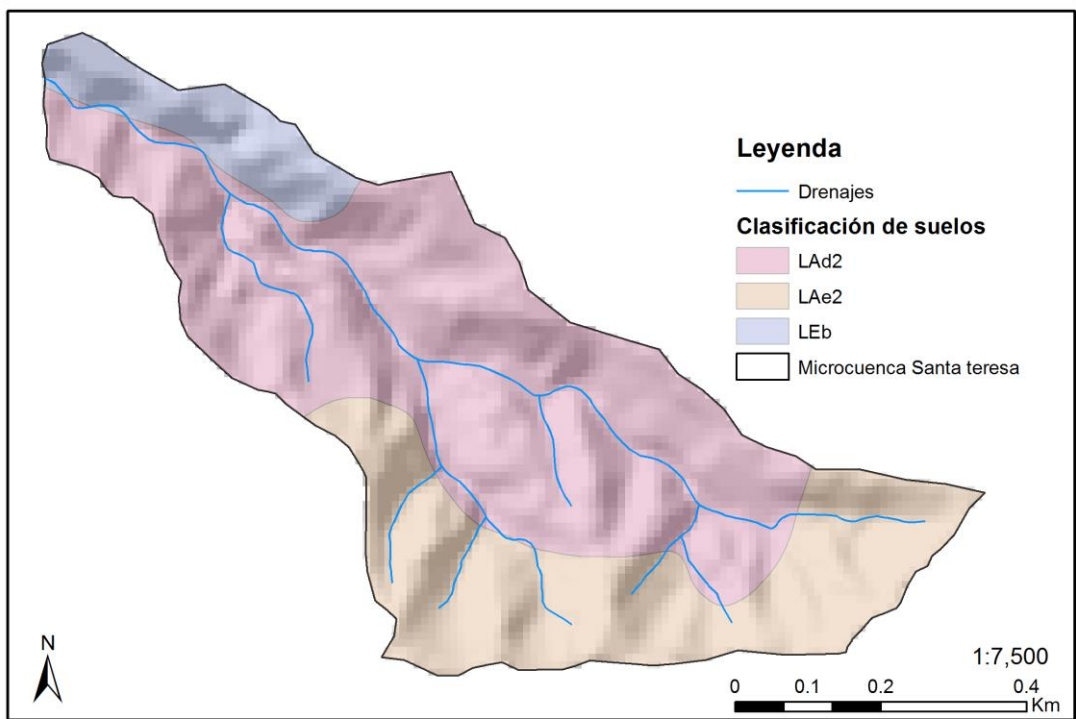 Leyenda
Drenajes
Clasificación de suelos
LAd2
LAe2
LEb
Microcuenca Santa teresa
N
1:7,500
0 0.1 0.2 0.4
Km